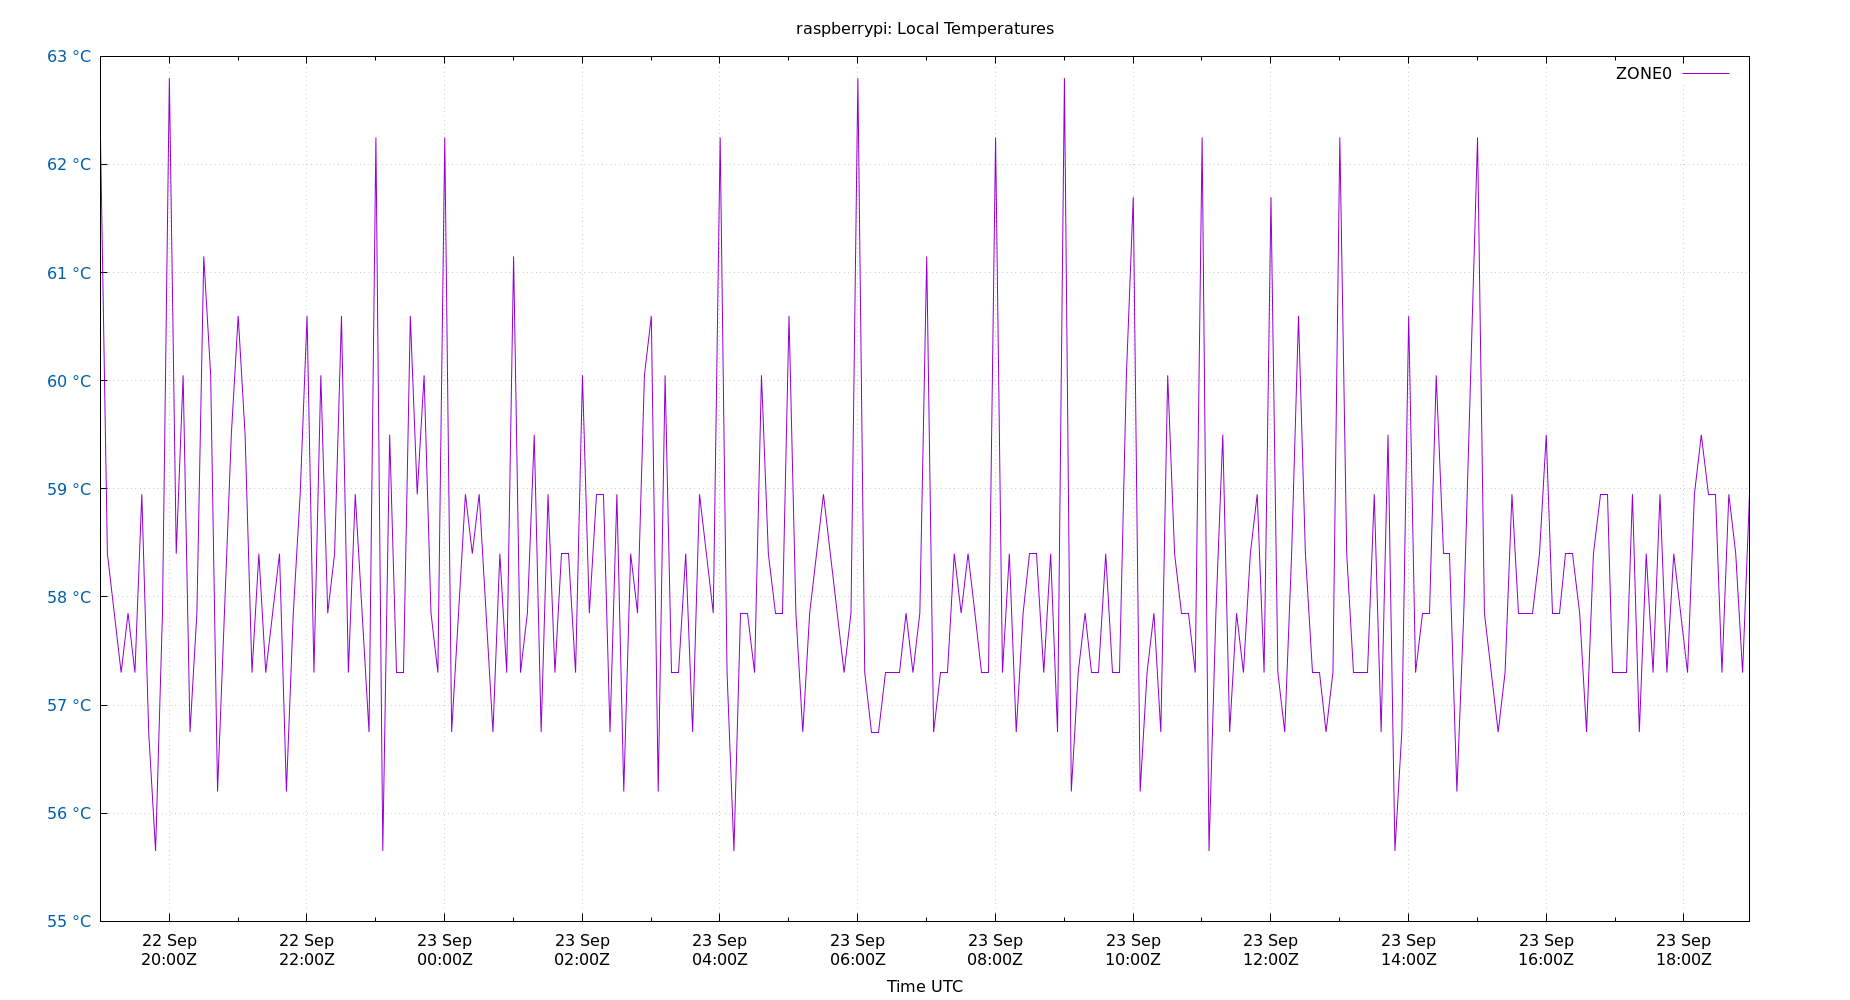 raspberrypi: Local Temperatures
63 °C
ZONE0
62 °C
61 °C
60 °C
59 °C
58 °C
57 °C
56 °C
55 °C
22 Sep 22 Sep 23 Sep 23 Sep 23 Sep 23 Sep 23 Sep 23 Sep 23 Sep 23 Sep 23 Sep 23 Sep
20:00Z 22:00Z 00:00Z 02:00Z 04:00Z 06:00Z 08:00Z 10:00Z 12:00Z 14:00Z 16:00Z 18:00Z
Time UTC